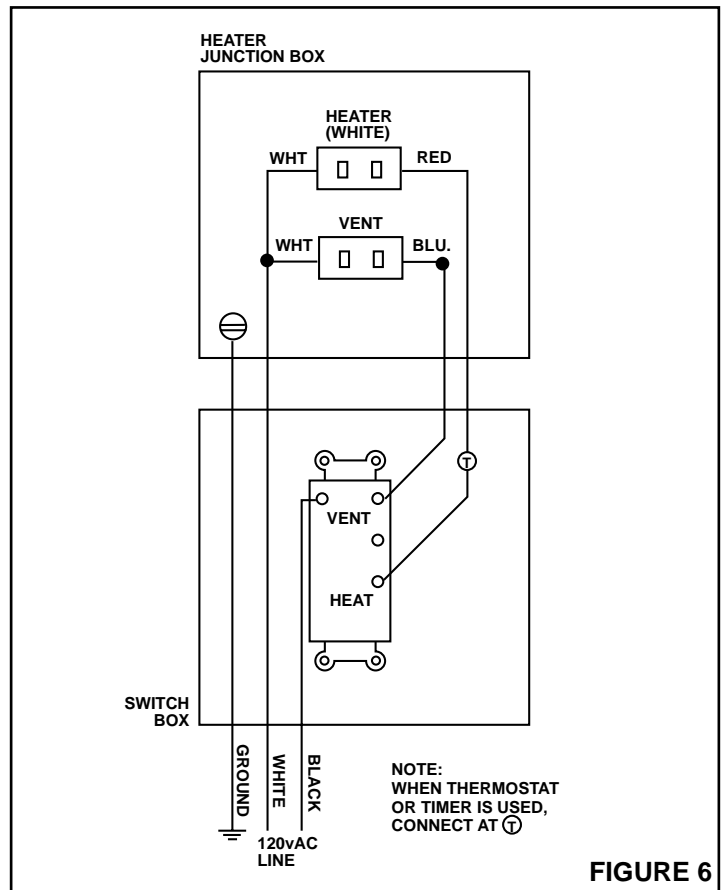 HEATER
JUNCTION BOX
HEATER
(WHITE)
WHT
RED
VENT
WHT
BLU.
T
VENT
HEAT
SWITCH
BOX
GROUND
WHITE
BLACK
120vAC
LINE
NOTE:
WHEN THERMOSTAT
OR TIMER IS USED,
CONNECT AT Ⓣ
FIGURE 6